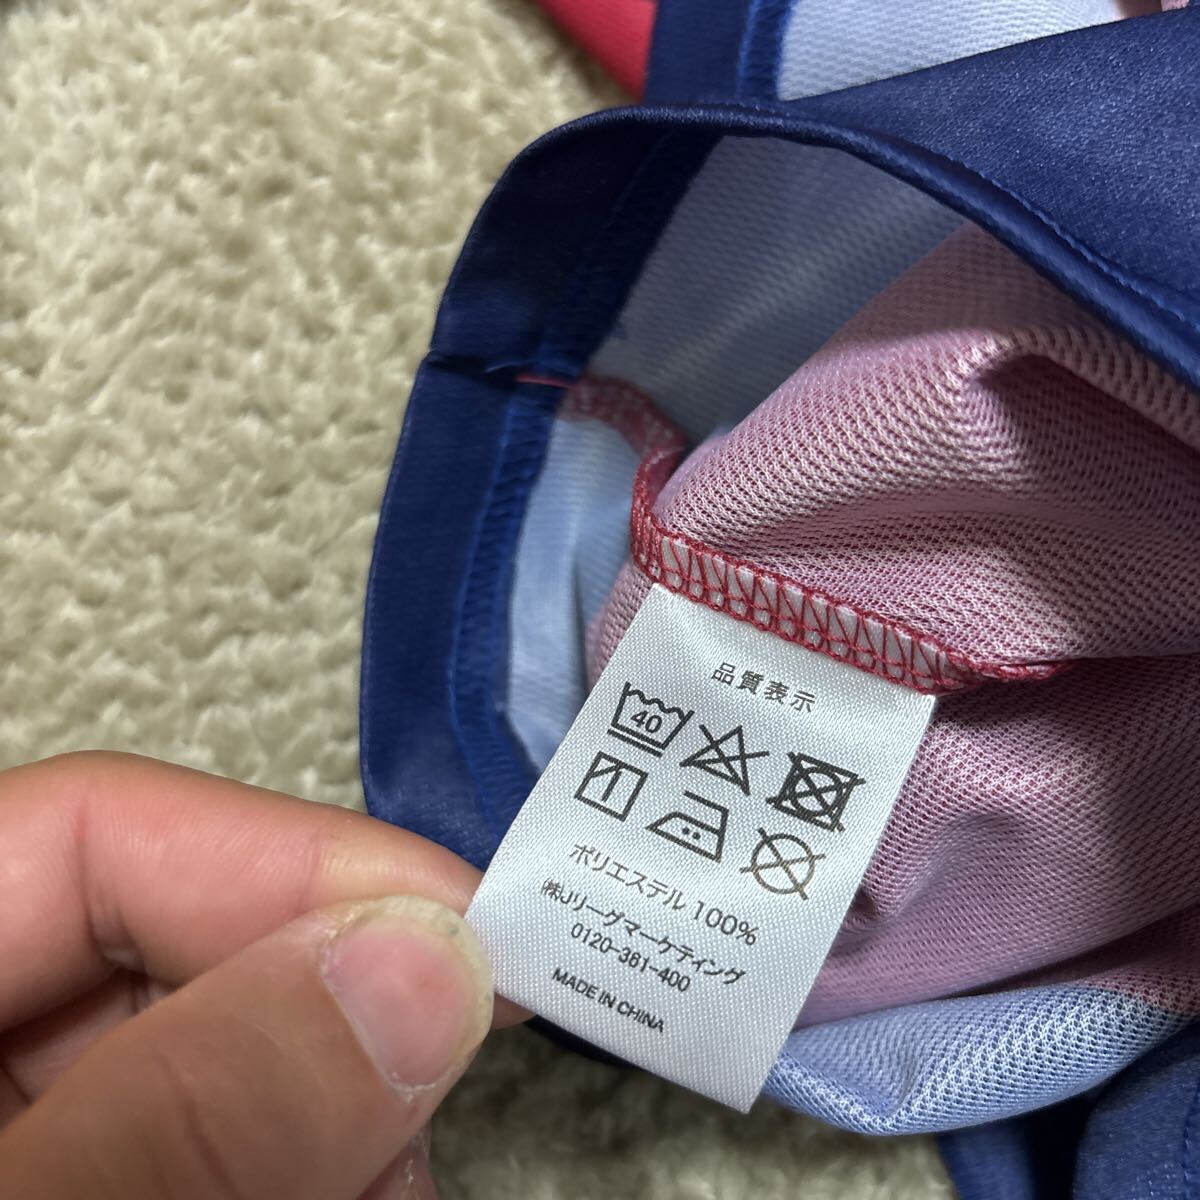 品質表示
40
ポリエステル 100%
㈱Jリーグマーケティング
0120-361-400
MADE IN CHINA